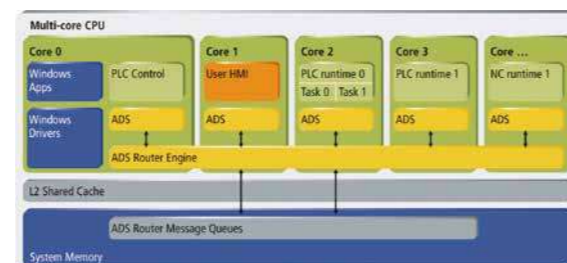 Multi-core CPU
Core 0 Core 1 Core 2 Core 3 Core ...
Windows Apps
PLC Control
User HMI
PLC runtime 0
Task 0 Task 1
PLC runtime 1
NC runtime 1
Windows Drivers
ADS ADS ADS ADS ADS
ADS Router Engine
L2 Shared Cache
ADS Router Message Queues
System Memory